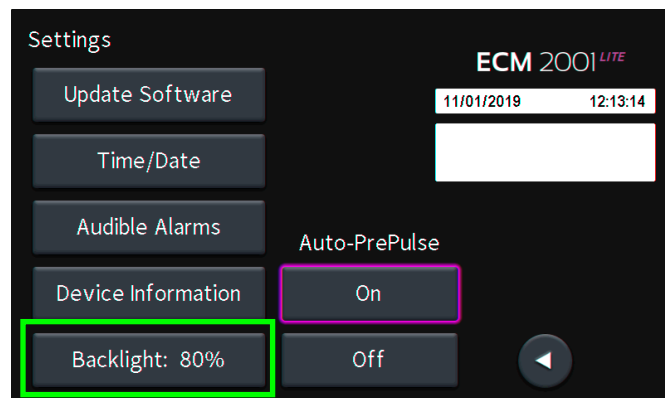 Settings
ECM 2001 LITE
Update Software
11/01/2019 12:13:14
Time/Date
Audible Alarms
Auto-PrePulse
Device Information
On
Backlight: 80%
Off